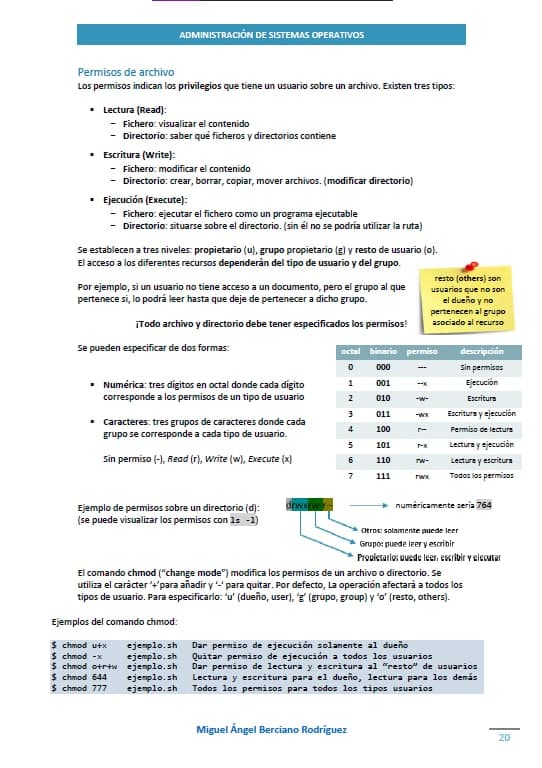 ADMINISTRACIÓN DE SISTEMAS OPERATIVOS
Permisos de archivo
Los permisos indican los privilegios que tiene un usuario sobre un archivo. Existen tres tipos:
▪ Lectura (Read):
– Fichero: visualizar el contenido
– Directorio: saber qué ficheros y directorios contiene
▪ Escritura (Write):
– Fichero: modificar el contenido
– Directorio: crear, borrar, copiar, mover archivos. (modificar directorio)
▪ Ejecución (Execute):
– Fichero: ejecutar el fichero como un programa ejecutable
– Directorio: situarse sobre el directorio. (sin él no se podría utilizar la ruta)
Se establecen a tres niveles: propietario (u), grupo propietario (g) y resto de usuario (o).
El acceso a los diferentes recursos dependerán del tipo de usuario y del grupo.
Por ejemplo, si un usuario no tiene acceso a un documento, pero el grupo al que
pertenece si, lo podrá leer hasta que deje de pertenecer a dicho grupo.
resto (others) son
usuarios que no son
el dueño y no
pertenecen al grupo
asociado al recurso
¡Todo archivo y directorio debe tener especificados los permisos!
Se pueden especificar de dos formas:
▪ Numérica: tres dígitos en octal donde cada dígito
corresponde a los permisos de un tipo de usuario
▪ Caracteres: tres grupos de caracteres donde cada
grupo se corresponde a cada tipo de usuario.
Sin permiso (-), Read (r), Write (w), Execute (x)
octal binario permiso descripción
0 000 --- Sin permisos
1 001 --x Ejecución
2 010 -w- Escritura
3 011 -wx Escritura y ejecución
4 100 r-- Permiso de lectura
5 101 r-x Lectura y ejecución
6 110 rw- Lectura y escritura
7 111 rwx Todos los permisos
Ejemplo de permisos sobre un directorio (d):
(se puede visualizar los permisos con ls -l)
drwxrw-r-- numéricamente sería 764
Otros: solamente puede leer
Grupo: puede leer y escribir
Propietario: puede leer, escribir y ejecutar
El comando chmod ("change mode") modifica los permisos de un archivo o directorio. Se
utiliza el carácter '+'para añadir y '-' para quitar. Por defecto, La operación afectará a todos los
tipos de usuario. Para especificarlo: 'u' (dueño, user), 'g' (grupo, group) y 'o' (resto, others).
Ejemplos del comando chmod:
$ chmod u+x ejemplo.sh Dar permiso de ejecución solamente al dueño
$ chmod -x ejemplo.sh Quitar permiso de ejecución a todos los usuarios
$ chmod o+r+w ejemplo.sh Dar permiso de lectura y escritura al "resto" de usuarios
$ chmod 644 ejemplo.sh Lectura y escritura para el dueño, lectura para los demás
$ chmod 777 ejemplo.sh Todos los permisos para todos los tipos usuarios
Miguel Ángel Berciano Rodríguez
20